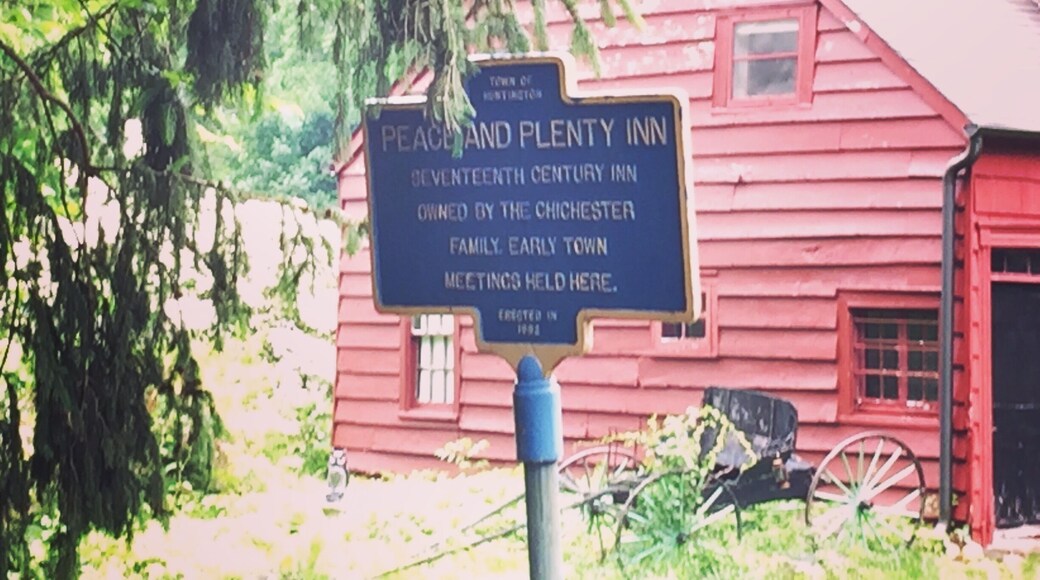 TOWN OF
HUNTINGTON
PEACE AND PLENTY INN
SEVENTEENTH CENTURY INN
OWNED BY THE CHICHESTER
FAMILY. EARLY TOWN
MEETINGS HELD HERE.
ERECTED IN